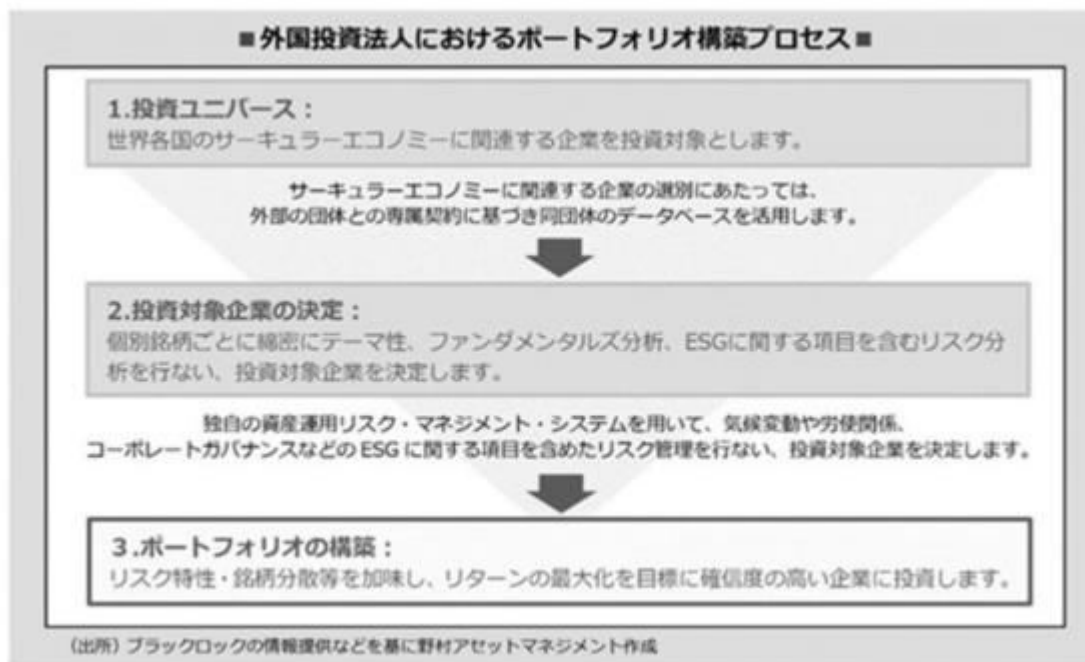 ■外国投資法人におけるポートフォリオ構築プロセス■
1.投資ユニバース：
世界各国のサーキュラーエコノミーに関連する企業を投資対象とします。
サーキュラーエコノミーに関連する企業の選別にあたっては、
外部の団体との専属契約に基づき同団体のデータベースを活用します。
2.投資対象企業の決定：
個別銘柄ごとに綿密にテーマ性、ファンダメンタルズ分析、ESGに関する項目を含むリスク分
析を行ない、投資対象企業を決定します。
独自の資産運用リスク・マネジメント・システムを用いて、気候変動や労使関係、
コーポレートガバナンスなどの ESG に関する項目を含めたリスク管理を行ない、投資対象企業を決定します。
３.ポートフォリオの構築：
リスク特性・銘柄分散等を加味し、リターンの最大化を目標に確信度の高い企業に投資します。
（出所）ブラックロックの情報提供などを基に野村アセットマネジメント作成